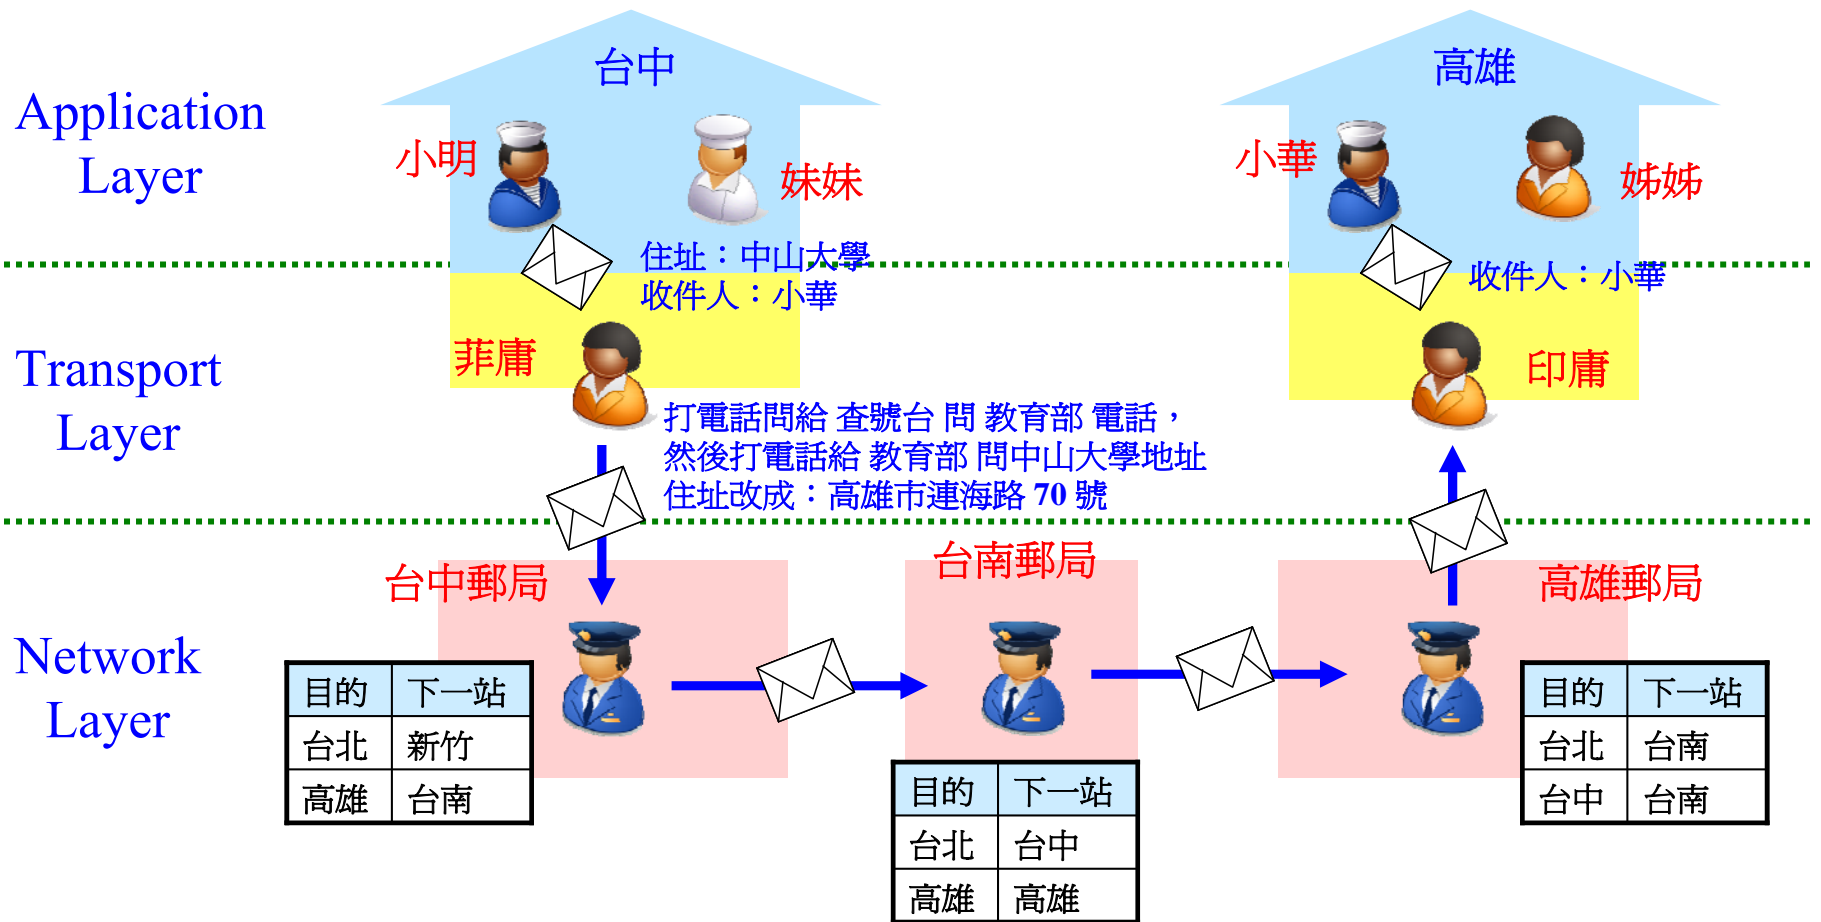 Application
Layer
台中
小明
妹妹
住址：中山大學
收件人：小華
高雄
小華
姊姊
收件人：小華
Transport
Layer
菲庸
打電話問給 查號台 問 教育部 電話，
然後打電話給 教育部 問中山大學地址
住址改成：高雄市連海路 70 號
印庸
Network
Layer
台中郵局
目的 下一站
台北 新竹
高雄 台南
台南郵局
目的 下一站
台北 台中
高雄 高雄
高雄郵局
目的 下一站
台北 台南
台中 台南